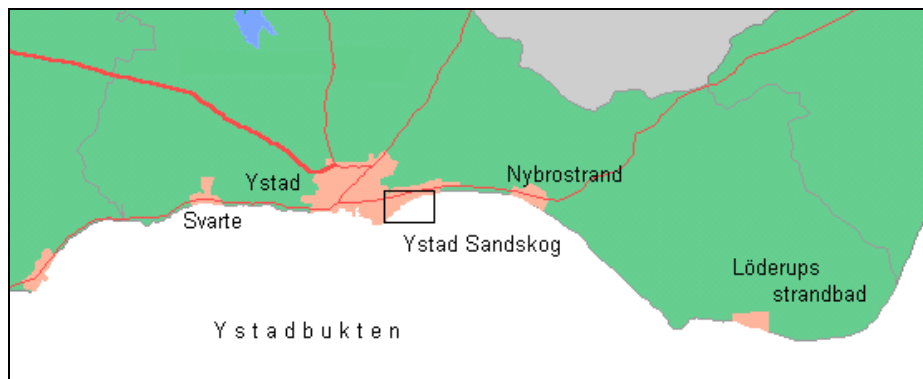 Nybrostrand
Ystad
Svarte
Ystad Sandskog
Löderups
strandbad
Ystadbukten